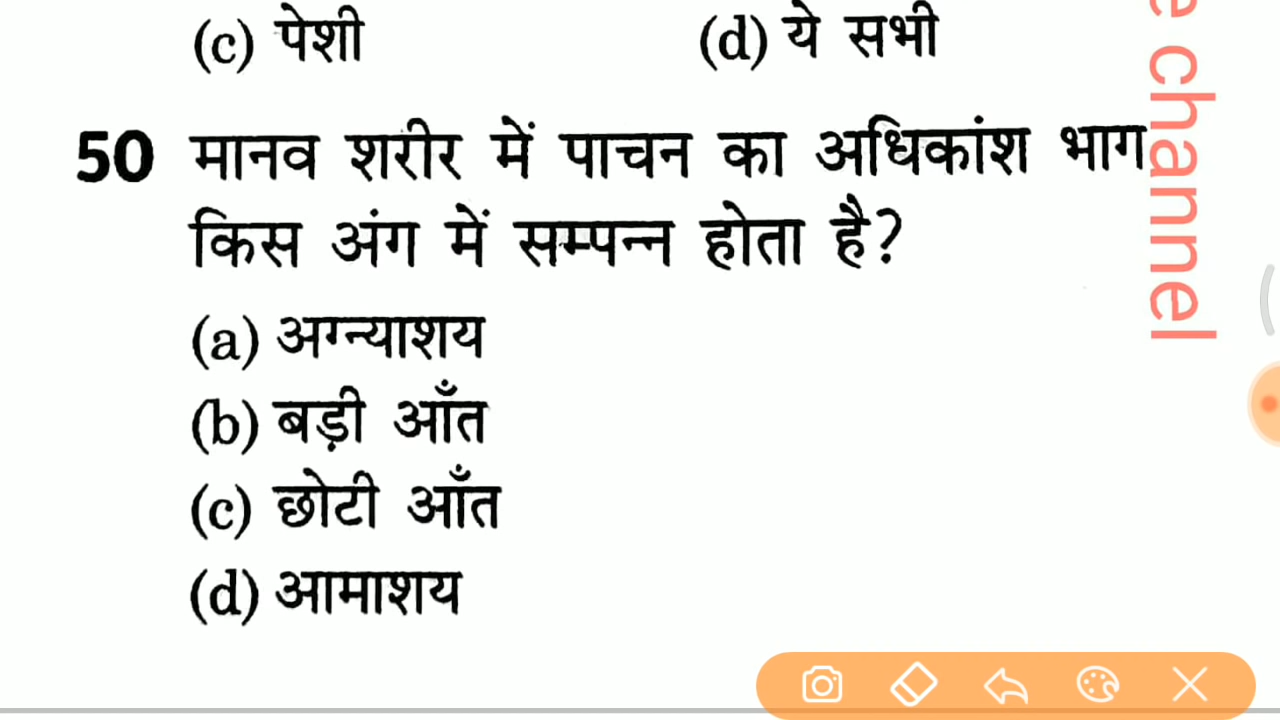 (c) पेशी (d) ये सभी
50 मानव शरीर में पाचन का अधिकांश भाग
किस अंग में सम्पन्न होता है?
(a) अग्न्याशय
(b) बड़ी आँत
(c) छोटी आँत
(d) आमाशय
e channel